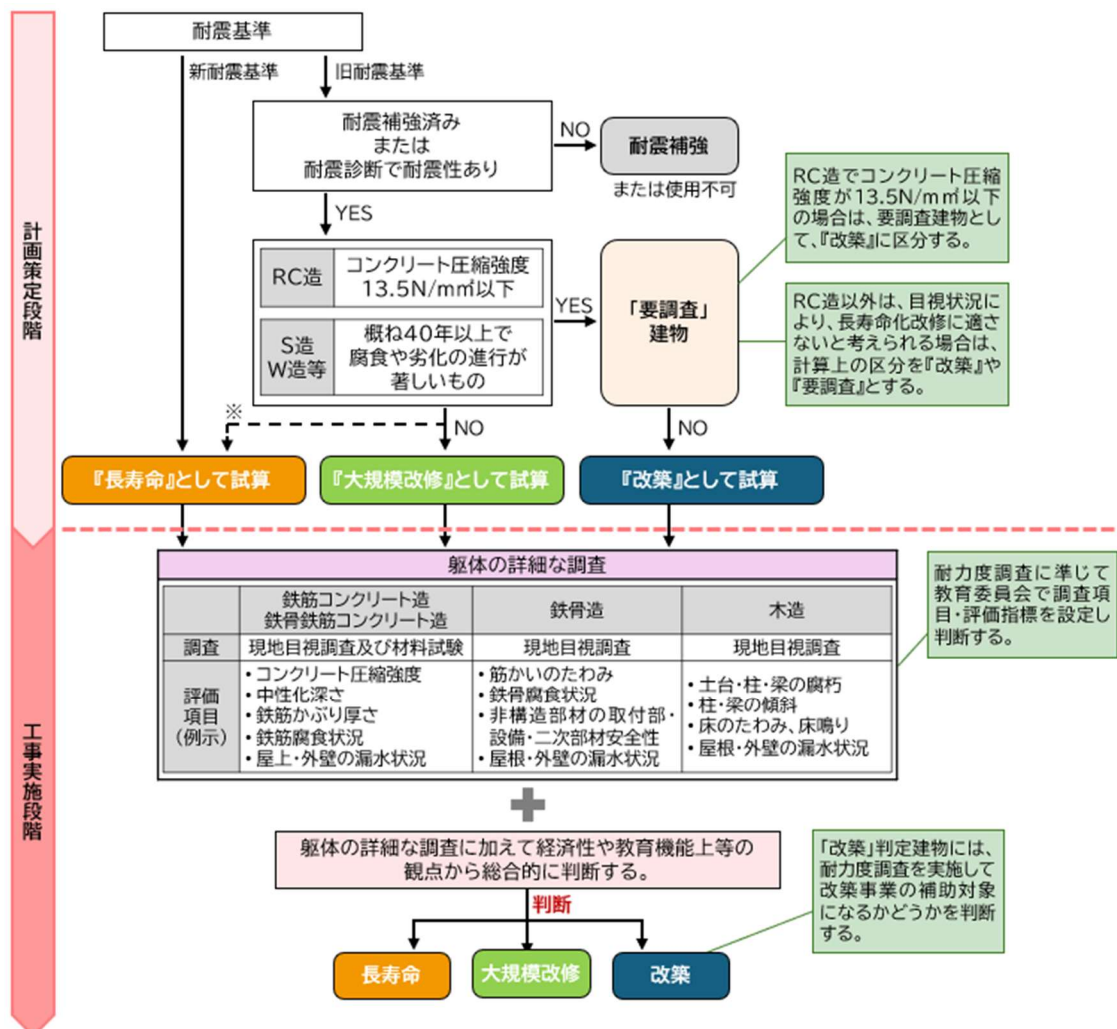 耐震基準
新耐震基準
旧耐震基準
耐震補強済み
または
耐震診断で耐震性あり
NO
耐震補強
または使用不可
YES
RC造
コンクリート圧縮強度
13.5N/m㎡以下
S造
W造等
概ね40年以上で
腐食や劣化の進行が
著しいもの
YES
「要調査」
建物
RC造でコンクリート圧縮
強度が13.5N/m㎡以下
の場合は、要調査建物とし
て、『改築』に区分する。
RC造以外は、目視状況に
より、長寿命化改修に適さ
ないと考えられる場合は、
計算上の区分を『改築』や
『要調査』とする。
※
NO
NO
『長寿命』として試算
『大規模改修』として試算
『改築』として試算
計画策定段階
工事実施段階
躯体の詳細な調査
鉄筋コンクリート造
鉄骨鉄筋コンクリート造
鉄骨造
木造
調査
現地目視調査及び材料試験
現地目視調査
現地目視調査
評価
項目
(例示)
・コンクリート圧縮強度
・中性化深さ
・鉄筋かぶり厚さ
・鉄筋腐食状況
・屋上・外壁の漏水状況
・筋かいのたわみ
・鉄骨腐食状況
・非構造部材の取付部・
設備・二次部材安全性
・屋根・外壁の漏水状況
・土台・柱・梁の腐朽
・柱・梁の傾斜
・床のたわみ、床鳴り
・屋根・外壁の漏水状況
耐力度調査に準じて
教育委員会で調査項
目・評価指標を設定し
判断する。
躯体の詳細な調査に加えて経済性や教育機能上等の
観点から総合的に判断する。
判断
長寿命
大規模改修
改築
「改築」判定建物には、
耐力度調査を実施して
改築事業の補助対象
になるかどうかを判断
する。